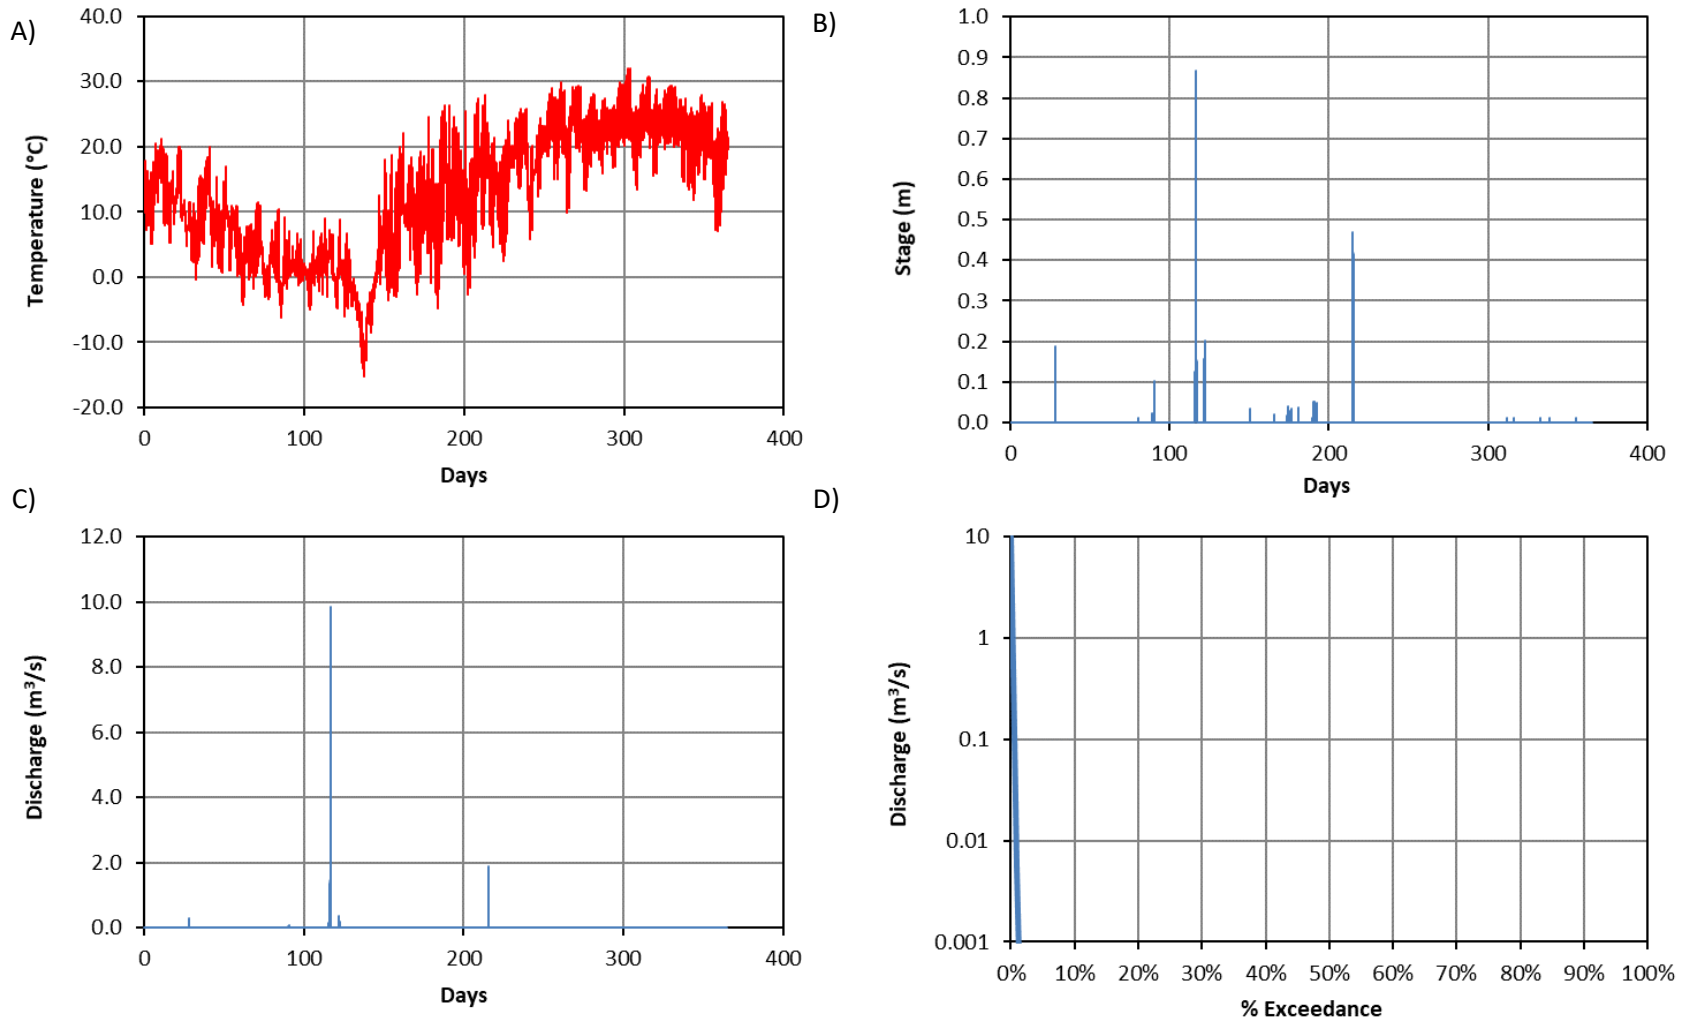 A)
40.0
30.0
20.0
10.0
0.0
-10.0
-20.0
Temperature (°C)
0 100 200 300 400
Days
B)
1.0
0.9
0.8
0.7
0.6
0.5
0.4
0.3
0.2
0.1
0.0
Stage (m)
0 100 200 300 400
Days
C)
12.0
10.0
8.0
6.0
4.0
2.0
0.0
Discharge (m³/s)
0 100 200 300 400
Days
D)
10
1
0.1
0.01
0.001
Discharge (m³/s)
0% 10% 20% 30% 40% 50% 60% 70% 80% 90% 100%
% Exceedance